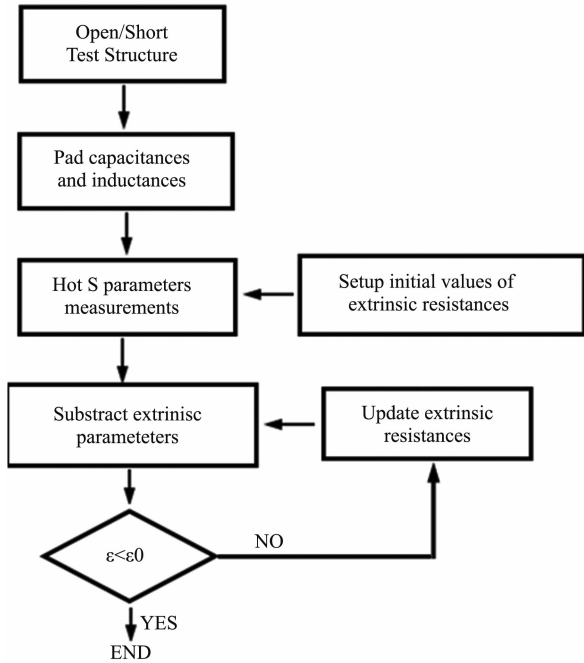 Open/Short
Test Structure
Pad capacitances
and inductances
Hot S parameters
measurements
Setup initial values of
extrinsic resistances
Substract extrinisc
parameteters
Update extrinsic
resistances
ε<ε0
NO
YES
END